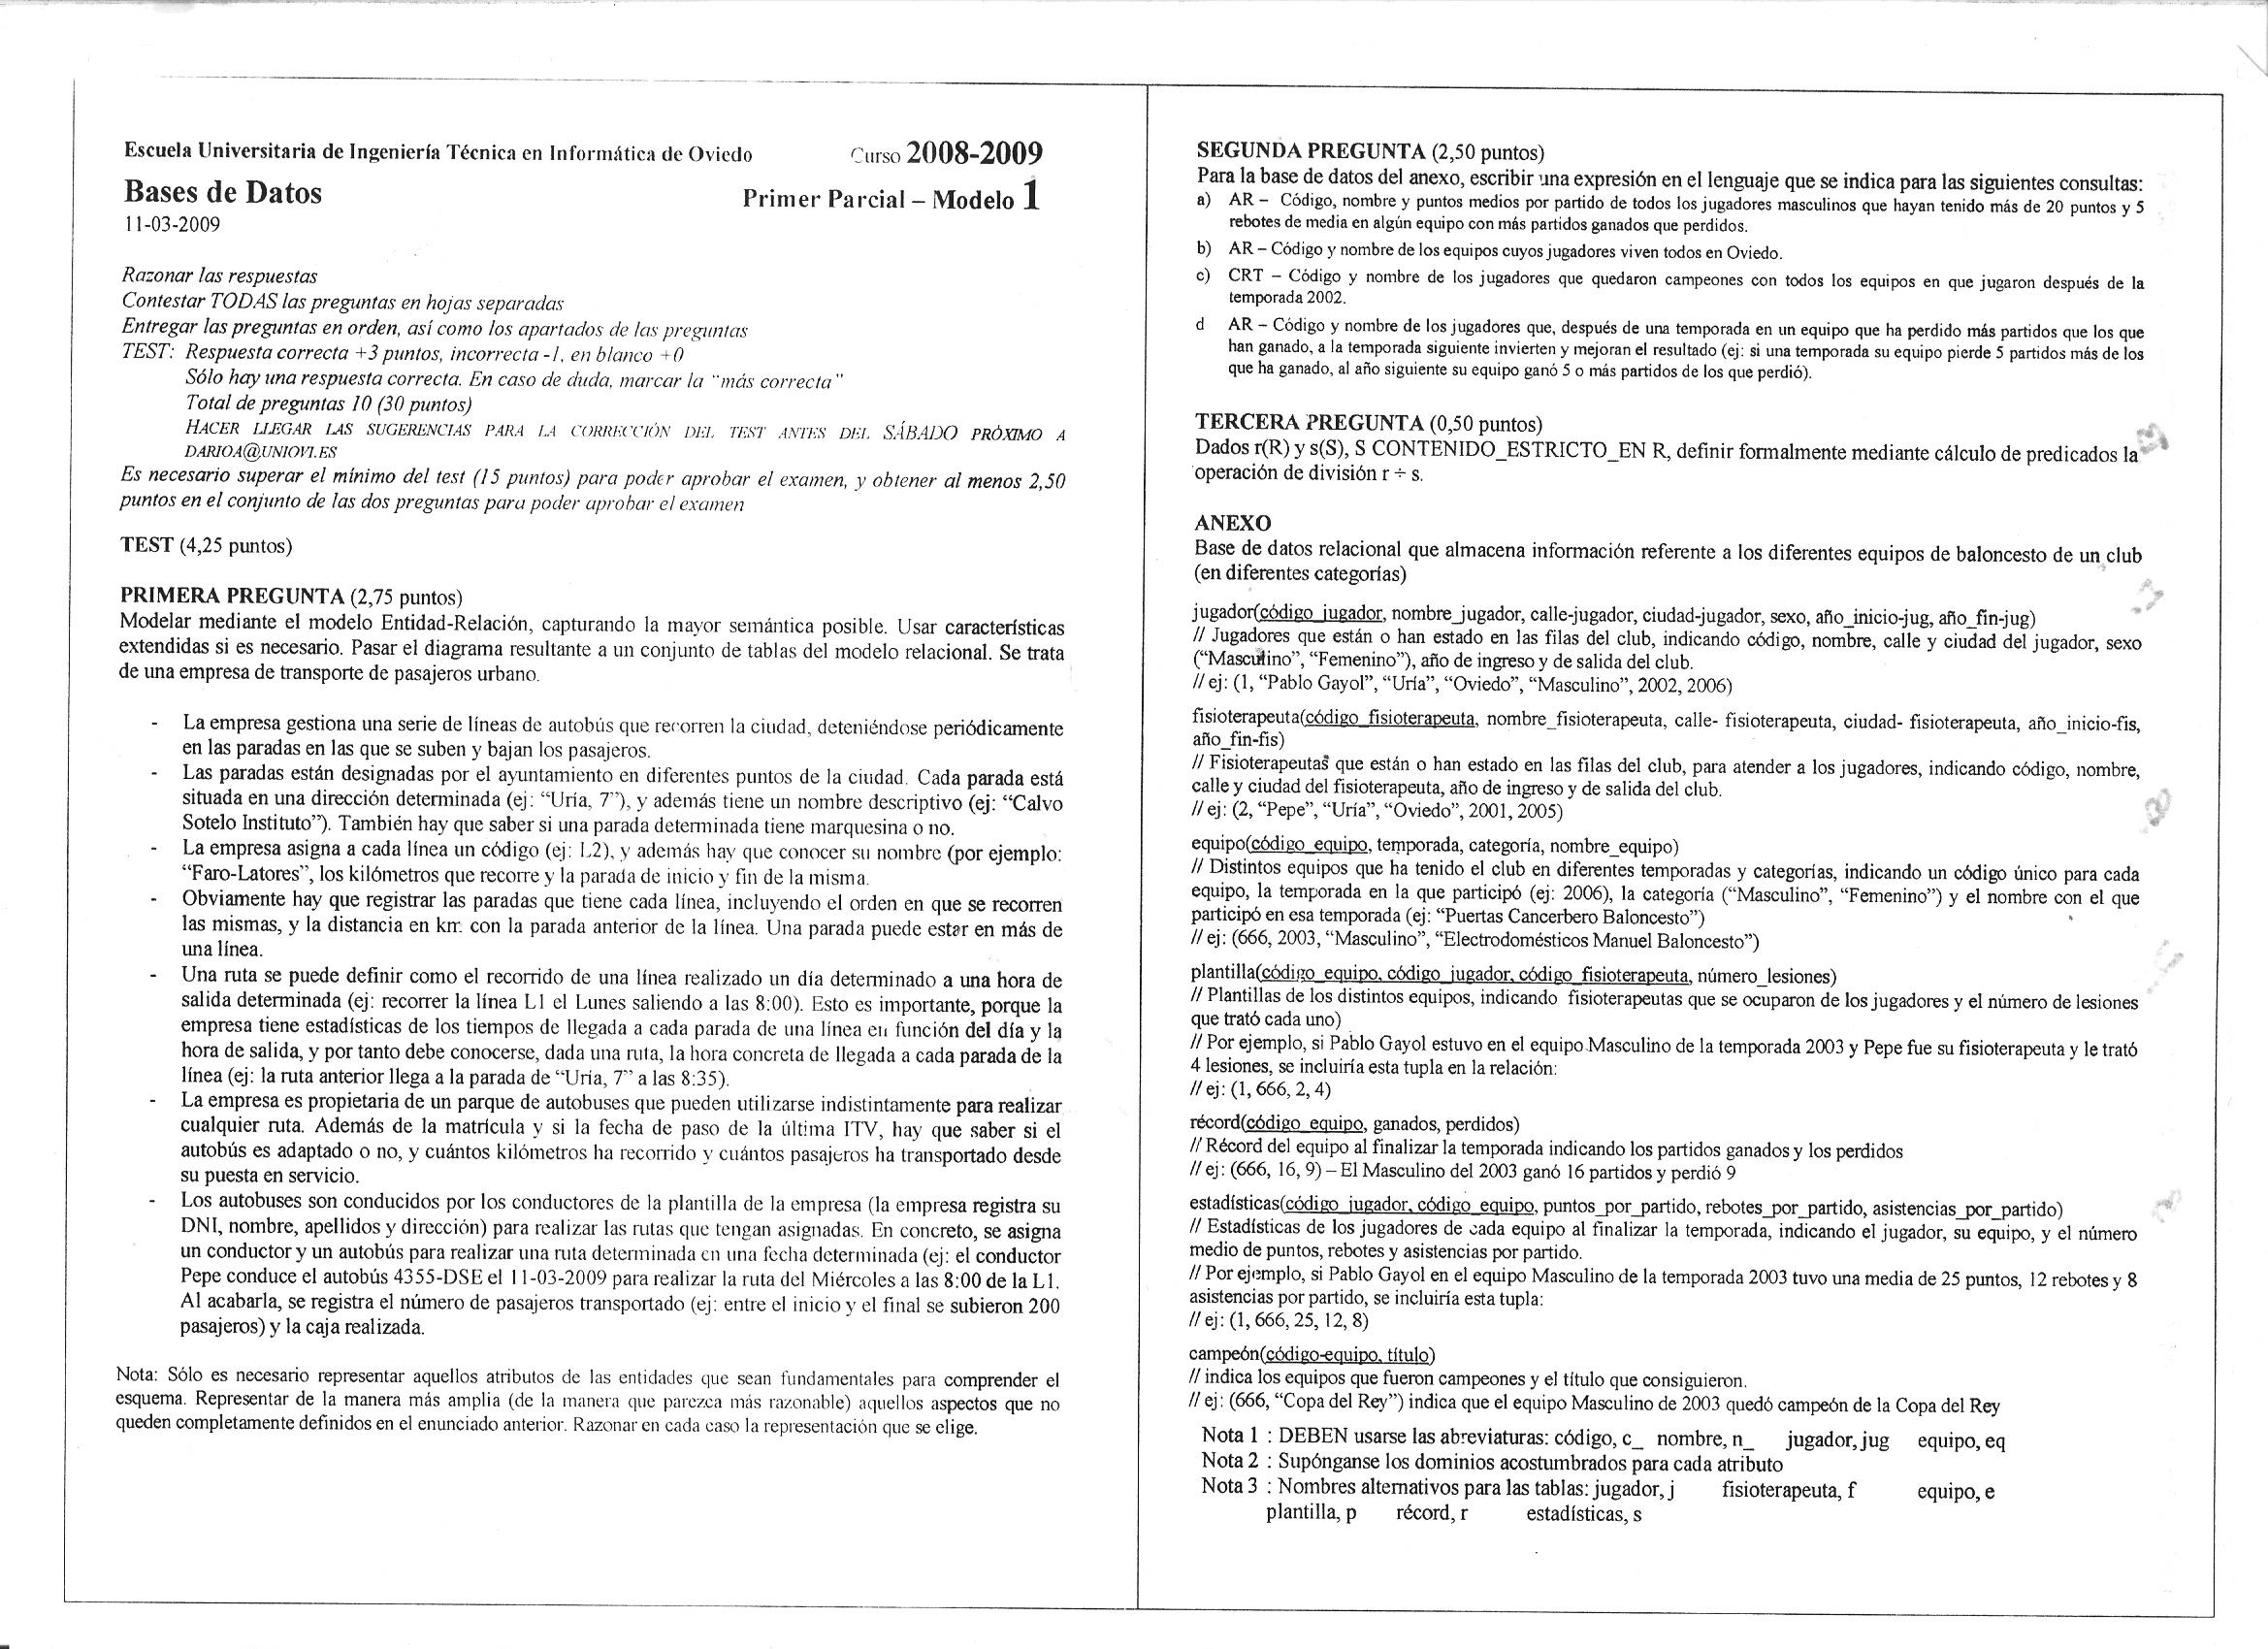 Escuela Universitaria de Ingeniería Técnica en Informática de Oviedo Curso 2008-2009
Bases de Datos Primer Parcial – Modelo 1
11-03-2009
Razonar las respuestas
Contestar TODAS las preguntas en hojas separadas
Entregar las preguntas en orden, así como los apartados de las preguntas
TEST: Respuesta correcta +3 puntos, incorrecta -1, en blanco +0
Sólo hay una respuesta correcta. En caso de duda, marcar la "más correcta"
Total de preguntas 10 (30 puntos)
HACER LLEGAR LAS SUGERENCIAS PARA LA CORRECCIÓN DEL TEST ANTES DEL SÁBADO PRÓXIMO A
DARIOA@UNIOVI.ES
Es necesario superar el mínimo del test (15 puntos) para poder aprobar el examen, y obtener al menos 2,50
puntos en el conjunto de las dos preguntas para poder aprobar el examen
TEST (4,25 puntos)
PRIMERA PREGUNTA (2,75 puntos)
Modelar mediante el modelo Entidad-Relación, capturando la mayor semántica posible. Usar características
extendidas si es necesario. Pasar el diagrama resultante a un conjunto de tablas del modelo relacional. Se trata
de una empresa de transporte de pasajeros urbano.
- La empresa gestiona una serie de líneas de autobús que recorren la ciudad, deteniéndose periódicamente
en las paradas en las que se suben y bajan los pasajeros.
- Las paradas están designadas por el ayuntamiento en diferentes puntos de la ciudad. Cada parada está
situada en una dirección determinada (ej: "Uría, 7"), y además tiene un nombre descriptivo (ej: "Calvo
Sotelo Instituto"). También hay que saber si una parada determinada tiene marquesina o no.
- La empresa asigna a cada línea un código (ej: L2), y además hay que conocer su nombre (por ejemplo:
"Faro-Latores", los kilómetros que recorre y la parada de inicio y fin de la misma.
- Obviamente hay que registrar las paradas que tiene cada línea, incluyendo el orden en que se recorren
las mismas, y la distancia en km. con la parada anterior de la línea. Una parada puede estar en más de
una línea.
- Una ruta se puede definir como el recorrido de una línea realizado un día determinado a una hora de
salida determinada (ej: recorrer la línea L1 el Lunes saliendo a las 8:00). Esto es importante, porque la
empresa tiene estadísticas de los tiempos de llegada a cada parada de una línea en función del día y la
hora de salida, y por tanto debe conocerse, dada una ruta, la hora concreta de llegada a cada parada de la
línea (ej: la ruta anterior llega a la parada de "Uría, 7" a las 8:35).
- La empresa es propietaria de un parque de autobuses que pueden utilizarse indistintamente para realizar
cualquier ruta. Además de la matrícula y si la fecha de paso de la última ITV, hay que saber si el
autobús es adaptado o no, y cuántos kilómetros ha recorrido y cuántos pasajeros ha transportado desde
su puesta en servicio.
- Los autobuses son conducidos por los conductores de la plantilla de la empresa (la empresa registra su
DNI, nombre, apellidos y dirección) para realizar las rutas que tengan asignadas. En concreto, se asigna
un conductor y un autobús para realizar una ruta determinada en una fecha determinada (ej: el conductor
Pepe conduce el autobús 4355-DSE el 11-03-2009 para realizar la ruta del Miércoles a las 8:00 de la L1.
Al acabarla, se registra el número de pasajeros transportado (ej: entre el inicio y el final se subieron 200
pasajeros) y la caja realizada.
Nota: Sólo es necesario representar aquellos atributos de las entidades que sean fundamentales para comprender el
esquema. Representar de la manera más amplia (de la manera que parezca más razonable) aquellos aspectos que no
queden completamente definidos en el enunciado anterior. Razonar en cada caso la representación que se elige.
SEGUNDA PREGUNTA (2,50 puntos)
Para la base de datos del anexo, escribir una expresión en el lenguaje que se indica para las siguientes consultas:
a) AR – Código, nombre y puntos medios por partido de todos los jugadores masculinos que hayan tenido más de 20 puntos y 5
rebotes de media en algún equipo con más partidos ganados que perdidos.
b) AR – Código y nombre de los equipos cuyos jugadores viven todos en Oviedo.
c) CRT – Código y nombre de los jugadores que quedaron campeones con todos los equipos en que jugaron después de la
temporada 2002.
d AR – Código y nombre de los jugadores que, después de una temporada en un equipo que ha perdido más partidos que los que
han ganado, a la temporada siguiente invierten y mejoran el resultado (ej: si una temporada su equipo pierde 5 partidos más de los
que ha ganado, al año siguiente su equipo ganó 5 o más partidos de los que perdió).
TERCERA PREGUNTA (0,50 puntos)
Dados r(R) y s(S), S CONTENIDO_ESTRICTO_EN R, definir formalmente mediante cálculo de predicados la
operación de división r ÷ s.
ANEXO
Base de datos relacional que almacena información referente a los diferentes equipos de baloncesto de un club
(en diferentes categorías)
jugador(código_jugador, nombre_jugador, calle-jugador, ciudad-jugador, sexo, año_inicio-jug, año_fin-jug)
// Jugadores que están o han estado en las filas del club, indicando código, nombre, calle y ciudad del jugador, sexo
("Masculino", "Femenino"), año de ingreso y de salida del club.
// ej: (1, "Pablo Gayol", "Uría", "Oviedo", "Masculino", 2002, 2006)
fisioterapeuta(código_fisioterapeuta, nombre_fisioterapeuta, calle- fisioterapeuta, ciudad- fisioterapeuta, año_inicio-fis,
año_fin-fis)
// Fisioterapeutas que están o han estado en las filas del club, para atender a los jugadores, indicando código, nombre,
calle y ciudad del fisioterapeuta, año de ingreso y de salida del club.
// ej: (2, "Pepe", "Uría", "Oviedo", 2001, 2005)
equipo(código_equipo, temporada, categoría, nombre_equipo)
// Distintos equipos que ha tenido el club en diferentes temporadas y categorías, indicando un código único para cada
equipo, la temporada en la que participó (ej: 2006), la categoría ("Masculino", "Femenino") y el nombre con el que
participó en esa temporada (ej: "Puertas Cancerbero Baloncesto")
// ej: (666, 2003, "Masculino", "Electrodomésticos Manuel Baloncesto")
plantilla(código_equipo, código_jugador, código_fisioterapeuta, número_lesiones)
// Plantillas de los distintos equipos, indicando fisioterapeutas que se ocuparon de los jugadores y el número de lesiones
que trató cada uno)
// Por ejemplo, si Pablo Gayol estuvo en el equipo Masculino de la temporada 2003 y Pepe fue su fisioterapeuta y le trató
4 lesiones, se incluiría esta tupla en la relación:
// ej: (1, 666, 2, 4)
récord(código_equipo, ganados, perdidos)
// Récord del equipo al finalizar la temporada indicando los partidos ganados y los perdidos
// ej: (666, 16, 9) – El Masculino del 2003 ganó 16 partidos y perdió 9
estadísticas(código_jugador, código_equipo, puntos_por_partido, rebotes_por_partido, asistencias_por_partido)
// Estadísticas de los jugadores de cada equipo al finalizar la temporada, indicando el jugador, su equipo, y el número
medio de puntos, rebotes y asistencias por partido.
// Por ejemplo, si Pablo Gayol en el equipo Masculino de la temporada 2003 tuvo una media de 25 puntos, 12 rebotes y 8
asistencias por partido, se incluiría esta tupla:
// ej: (1, 666, 25, 12, 8)
campeón(código-equipo, título)
// indica los equipos que fueron campeones y el título que consiguieron.
// ej: (666, "Copa del Rey") indica que el equipo Masculino de 2003 quedó campeón de la Copa del Rey
Nota 1 : DEBEN usarse las abreviaturas: código, c_ nombre, n_ jugador, jug equipo, eq
Nota 2 : Supónganse los dominios acostumbrados para cada atributo
Nota 3 : Nombres alternativos para las tablas: jugador, j fisioterapeuta, f equipo, e
plantilla, p récord, r estadísticas, s